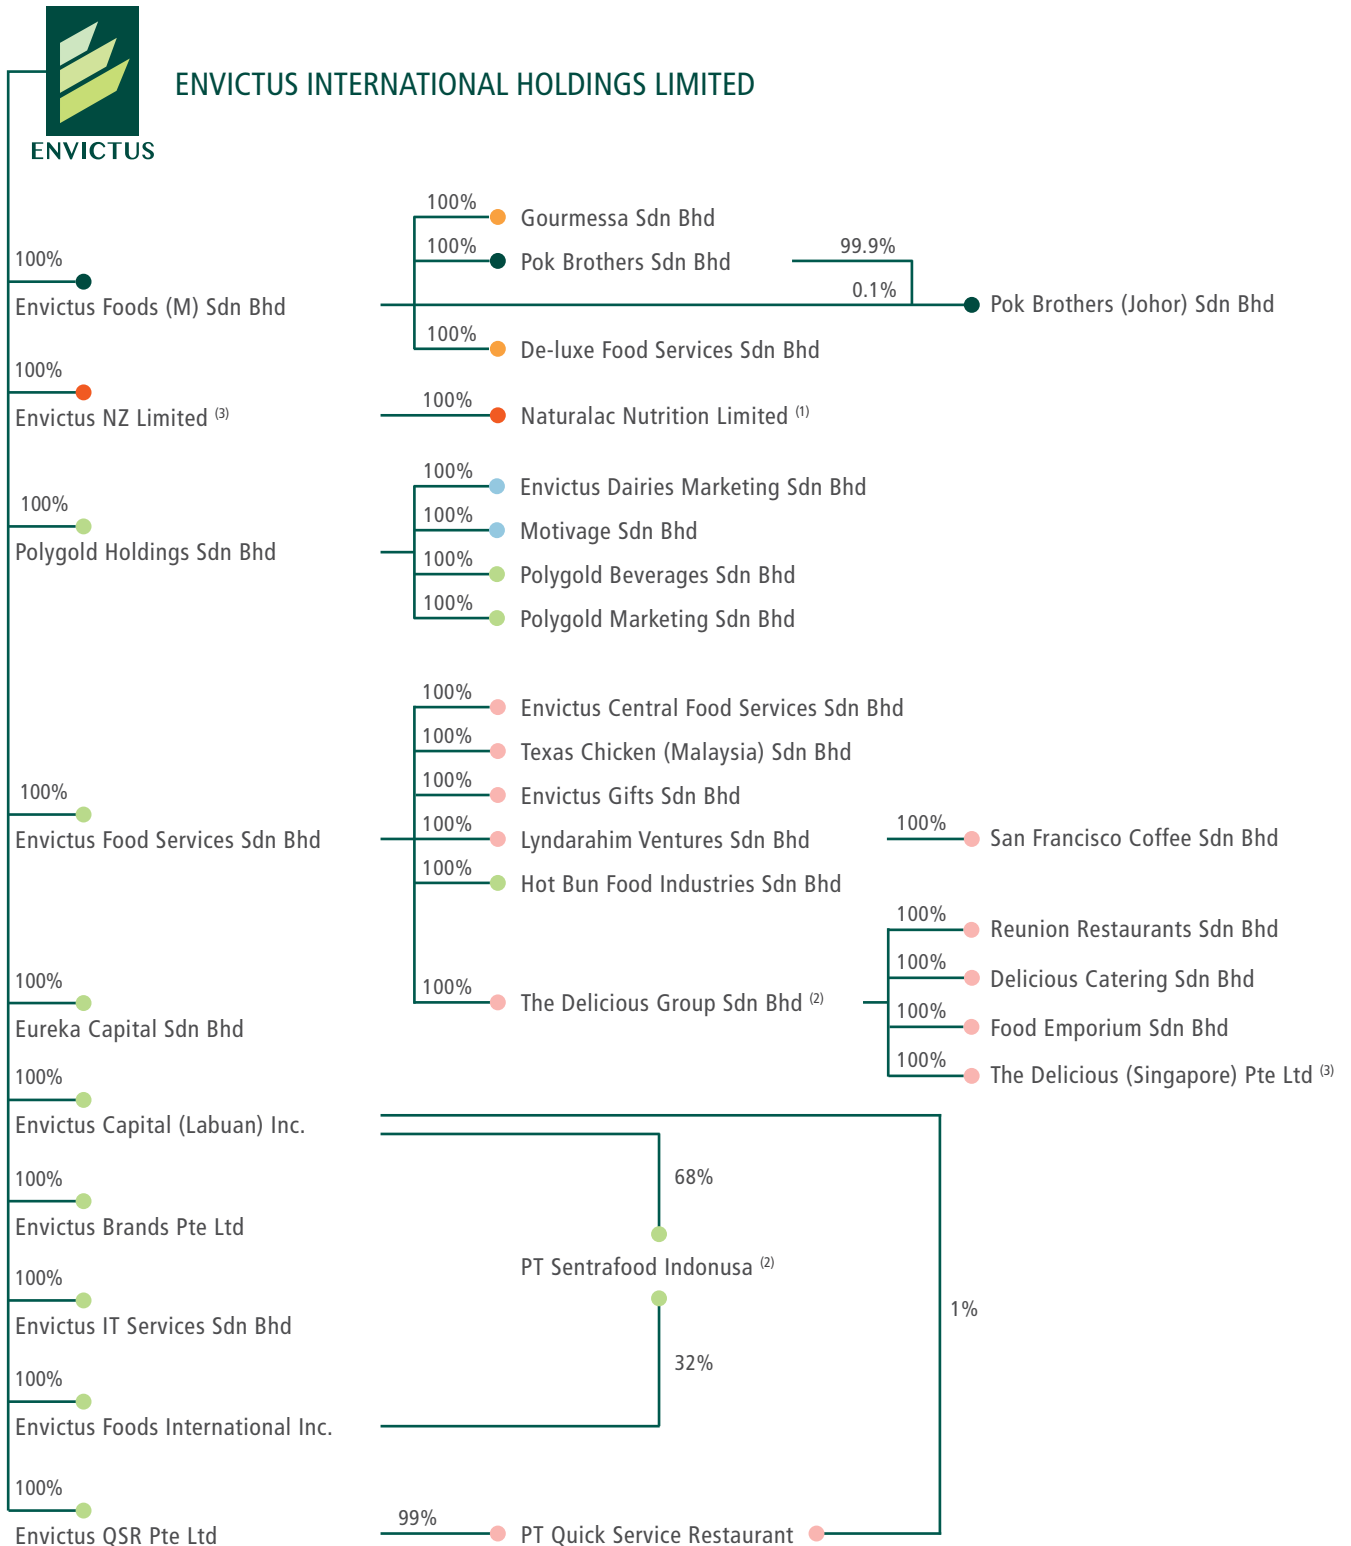 ENVICTUS INTERNATIONAL HOLDINGS LIMITED
ENVICTUS
100%
Envictus Foods (M) Sdn Bhd
100%
Gourmessa Sdn Bhd
100%
Pok Brothers Sdn Bhd
99.9%
0.1%
Pok Brothers (Johor) Sdn Bhd
100%
De-luxe Food Services Sdn Bhd
100%
Envictus NZ Limited (3)
100%
Naturalac Nutrition Limited (1)
100%
Polygold Holdings Sdn Bhd
100%
Envictus Dairies Marketing Sdn Bhd
100%
Motivage Sdn Bhd
100%
Polygold Beverages Sdn Bhd
100%
Polygold Marketing Sdn Bhd
100%
Envictus Food Services Sdn Bhd
100%
Envictus Central Food Services Sdn Bhd
100%
Texas Chicken (Malaysia) Sdn Bhd
100%
Envictus Gifts Sdn Bhd
100%
Lyndarahim Ventures Sdn Bhd
100%
San Francisco Coffee Sdn Bhd
100%
Hot Bun Food Industries Sdn Bhd
100%
The Delicious Group Sdn Bhd (2)
100%
Reunion Restaurants Sdn Bhd
100%
Delicious Catering Sdn Bhd
100%
Food Emporium Sdn Bhd
100%
The Delicious (Singapore) Pte Ltd (3)
100%
Eureka Capital Sdn Bhd
100%
Envictus Capital (Labuan) Inc.
68%
100%
Envictus Brands Pte Ltd
PT Sentrafood Indonusa (2)
100%
Envictus IT Services Sdn Bhd
1%
32%
100%
Envictus Foods International Inc.
100%
Envictus QSR Pte Ltd
99%
PT Quick Service Restaurant